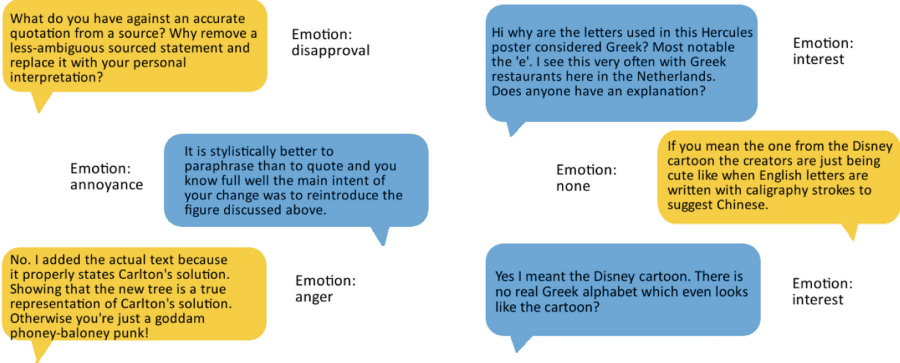 What do you have against an accurate
quotation from a source? Why remove a
less-ambiguous sourced statement and
replace it with your personal
interpretation?
Emotion:
disapproval
It is stylistically better to
paraphrase than to quote and you
know full well the main intent of
your change was to reintroduce the
figure discussed above.
Emotion:
annoyance
No. I added the actual text because
it properly states Carlton's solution.
Showing that the new tree is a true
representation of Carlton's solution.
Otherwise you're just a goddam
phoney-baloney punk!
Emotion:
anger
Hi why are the letters used in this Hercules
poster considered Greek? Most notable
the 'e'. I see this very often with Greek
restaurants here in the Netherlands.
Does anyone have an explanation?
Emotion:
interest
If you mean the one from the Disney
cartoon the creators are just being
cute like when English letters are
written with caligraphy strokes to
suggest Chinese.
Emotion:
none
Yes I meant the Disney cartoon. There is
no real Greek alphabet which even looks
like the cartoon?
Emotion:
interest